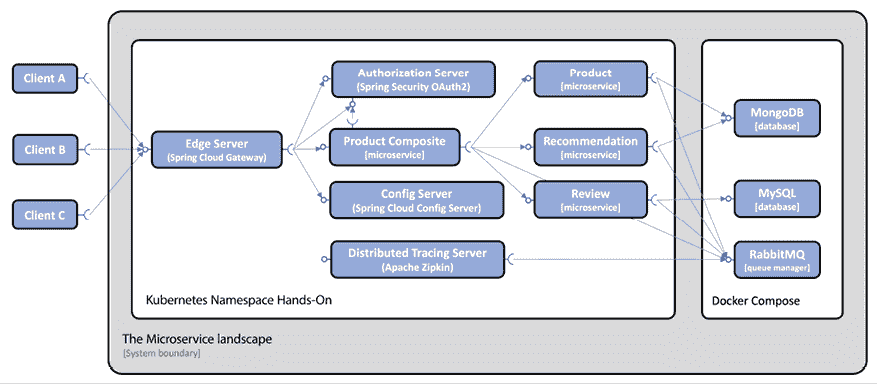 Client A
Client B
Client C
Edge Server
(Spring Cloud Gateway)
Authorization Server
(Spring Security OAuth2)
Product Composite
[microservice]
Config Server
(Spring Cloud Config Server)
Distributed Tracing Server
(Apache Zipkin)
Product
[microservice]
Recommendation
[microservice]
Review
[microservice]
Kubernetes Namespace Hands-On
MongoDB
[database]
MySQL
[database]
RabbitMQ
[queue manager]
Docker Compose
The Microservice landscape
[System boundary]